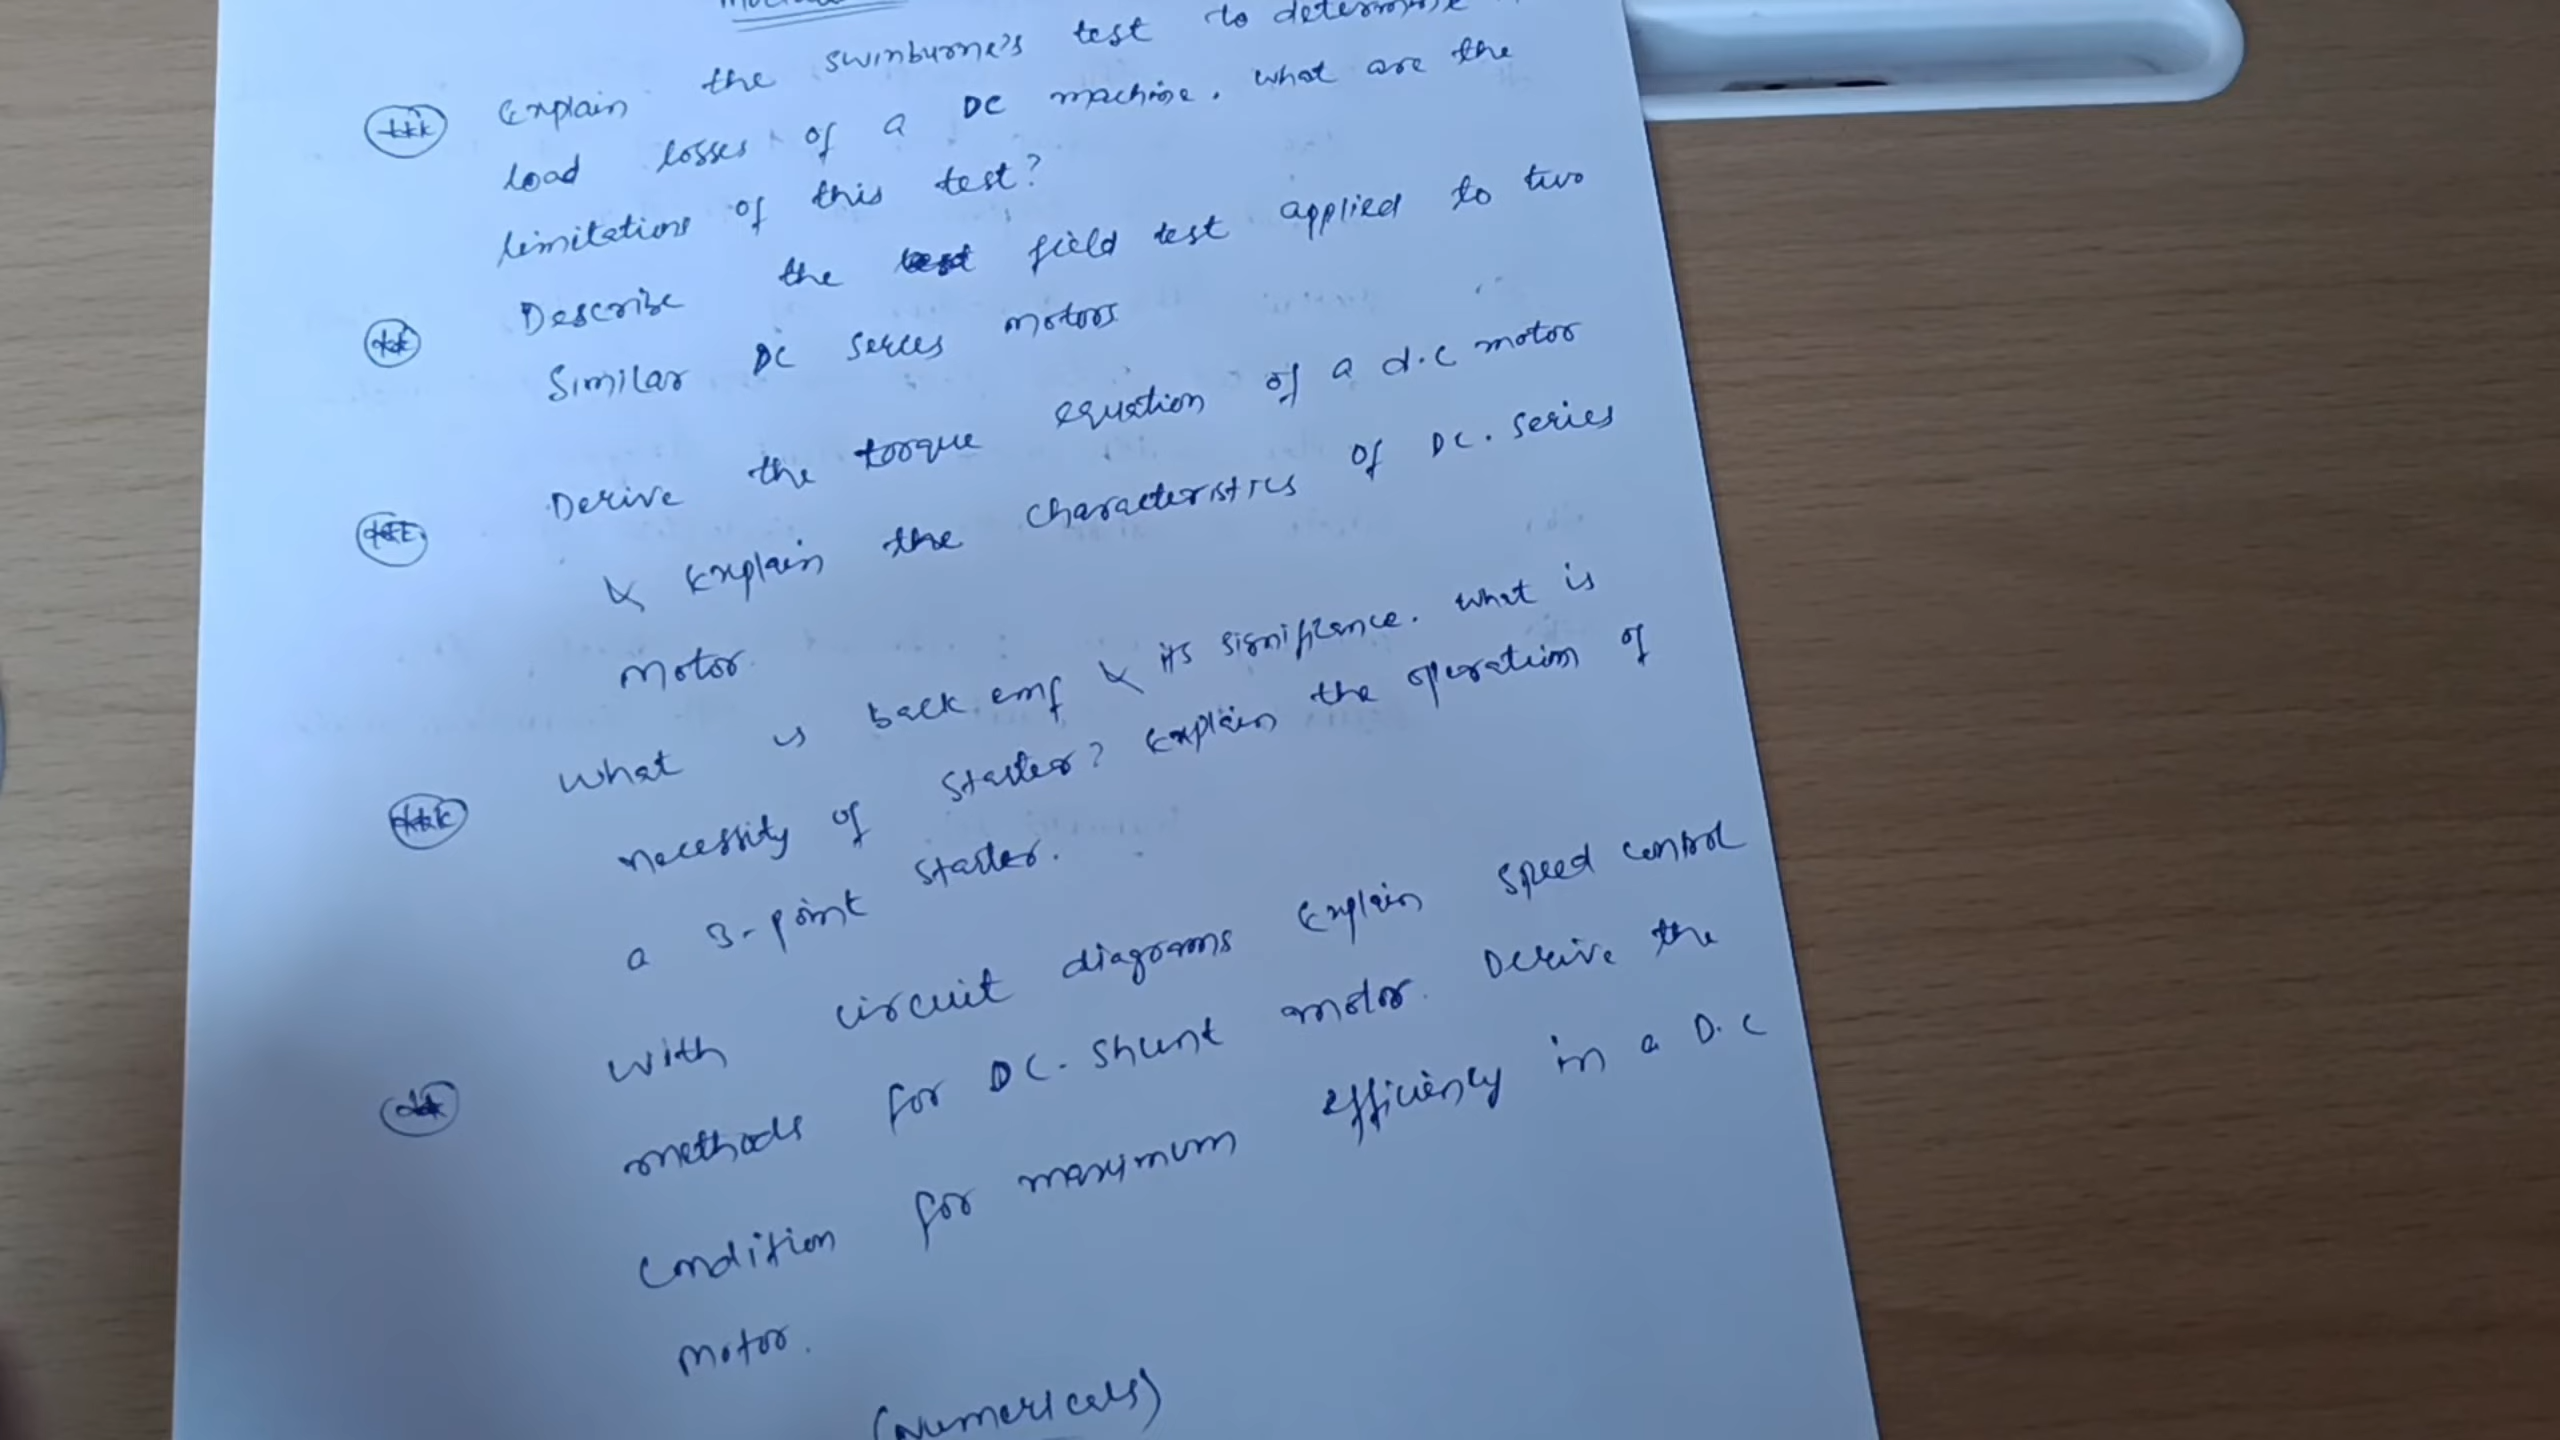 *** Explain the swinburne's test to determine
load losses of a DC machine. What are the
limitations of this test?
** Describe the field test applied to two
Similar DC series motors
*** Derive the torque equation of a d.c motor
& Explain the characteristics of DC. series
motor.
*** What is back emf & its signifiance. What is
necessity of starter? Explain the operation of
a 3-point starter.
** With circuit diagrams Explain speed control
methods for DC. shunt motor. Derive the
condition for maximum efficiency in a D.C
motor.
(Numericals)